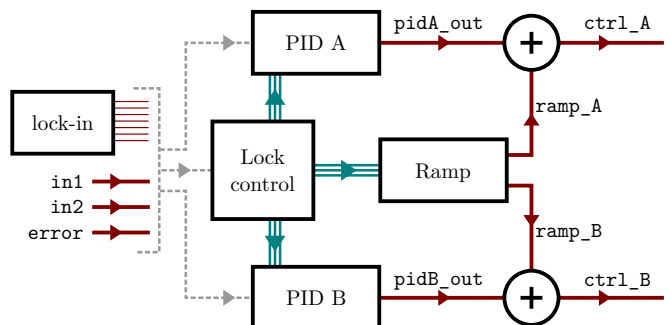 PID A
pidA_out
+
ctrl_A
lock-in
ramp_A
Lock
control
Ramp
in1
in2
error
ramp_B
PID B
pidB_out
+
ctrl_B